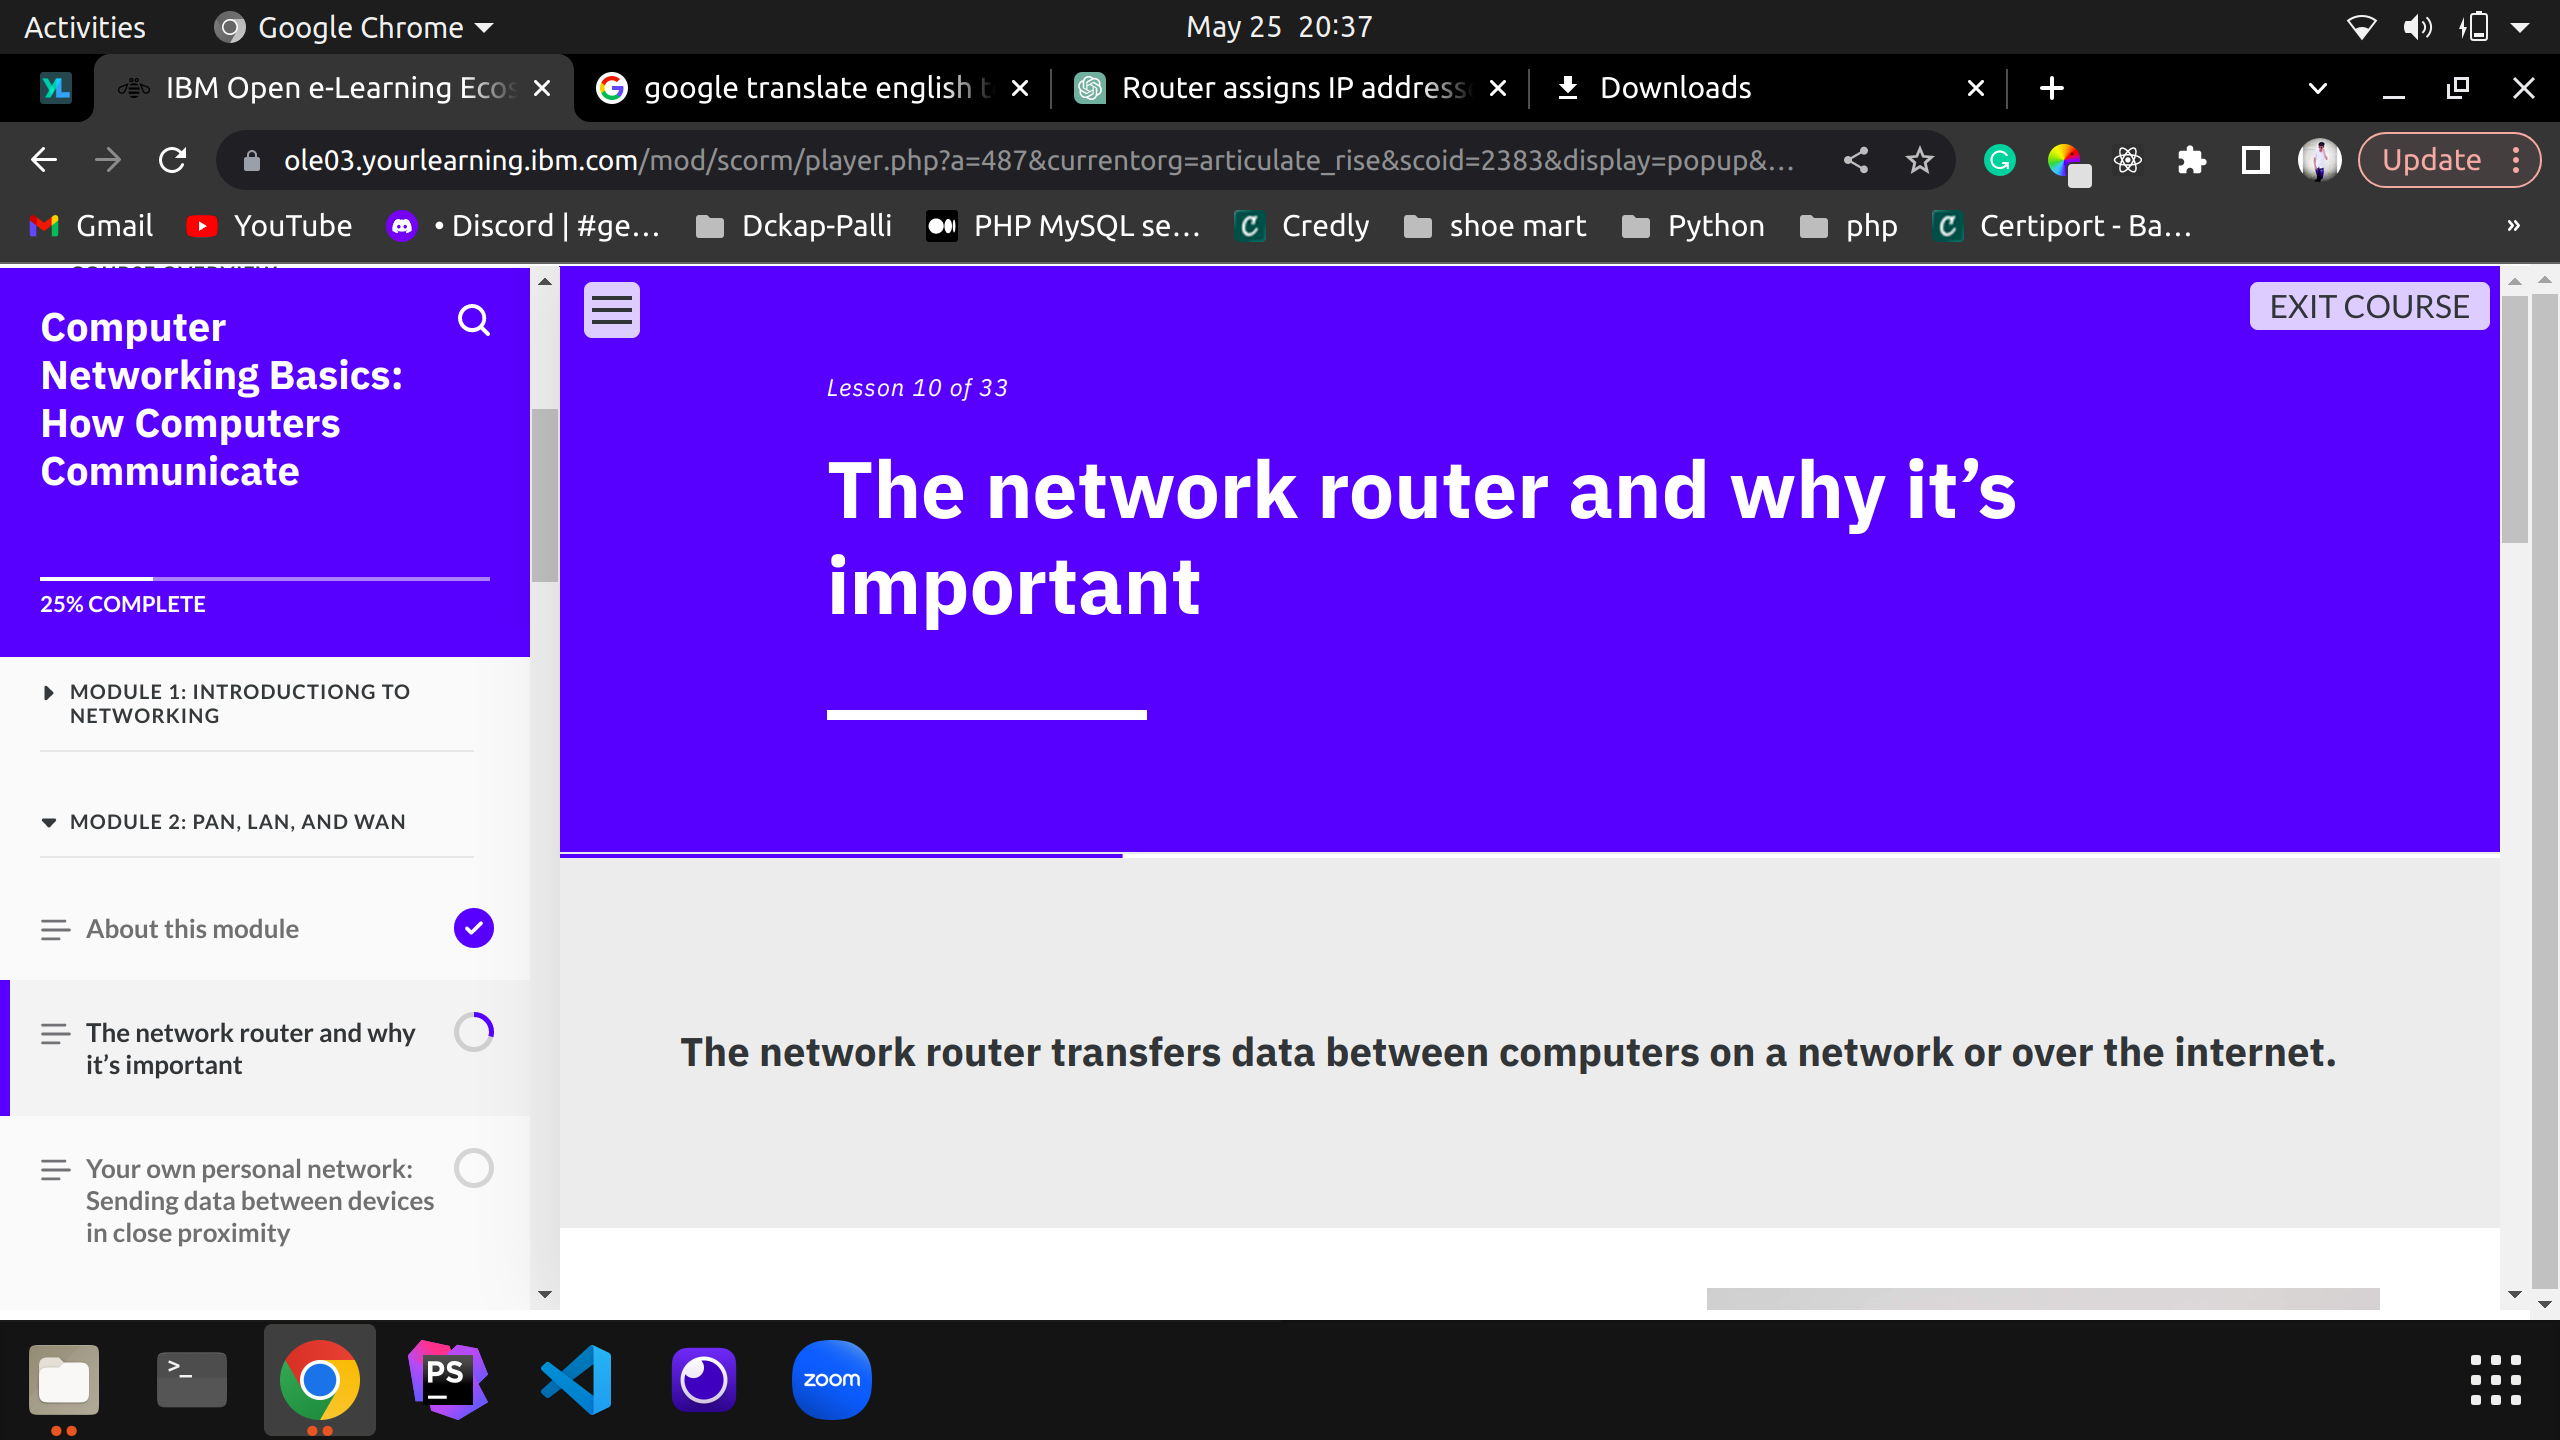 Activities
Google Chrome
May 25 20:37
IBM Open e-Learning Ecos
google translate english t
Router assigns IP addresse
Downloads
ole03.yourlearning.ibm.com/mod/scorm/player.php?a=487&currentorg=articulate_rise&scoid=2383&display=popup&...
Update
Gmail
YouTube
• Discord | #ge...
Dckap-Palli
PHP MySQL se...
Credly
shoe mart
Python
php
Certiport - Ba...
»
COURSE OVERVIEW
Computer
Networking Basics:
How Computers
Communicate
25% COMPLETE
MODULE 1: INTRODUCTIONG TO
NETWORKING
MODULE 2: PAN, LAN, AND WAN
About this module
The network router and why
it’s important
Your own personal network:
Sending data between devices
in close proximity
EXIT COURSE
Lesson 10 of 33
The network router and why it’s
important
The network router transfers data between computers on a network or over the internet.
>_
PS
zoom